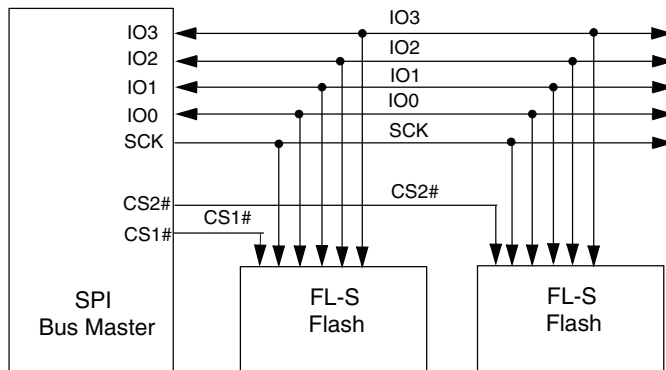 IO3 IO3
IO2 IO2
IO1 IO1
IO0 IO0
SCK SCK
CS2# CS2#
CS1# CS1#
SPI
Bus Master
FL-S
Flash
FL-S
Flash